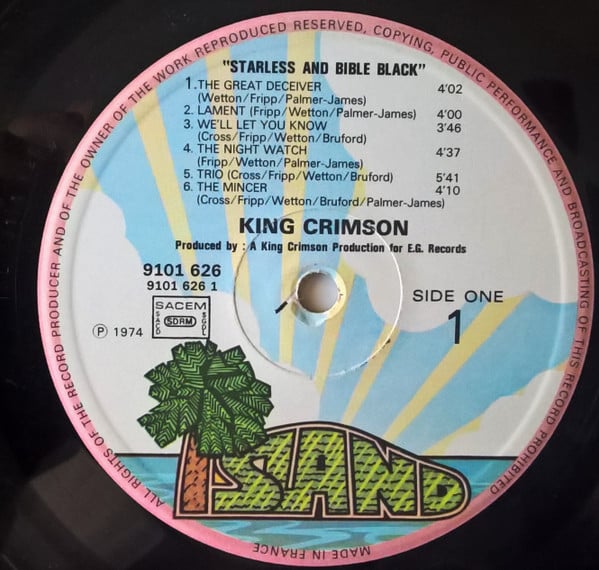 ALL RIGHTS OF THE RECORD PRODUCER AND OF THE OWNER OF THE WORK REPRODUCED RESERVED, COPYING, PUBLIC PERFORMANCE AND BROADCASTING OF THIS RECORD PROHIBITED
"STARLESS AND BIBLE BLACK"
1. THE GREAT DECEIVER 4'02
(Wetton/Fripp/Palmer-James)
2. LAMENT (Fripp/Wetton/Palmer-James) 4'00
3. WE'LL LET YOU KNOW 3'46
(Cross/Fripp/Wetton/Bruford)
4. THE NIGHT WATCH 4'37
(Fripp/Wetton/Palmer-James)
5. TRIO (Cross/Fripp/Wetton/Bruford) 5'41
6. THE MINCER 4'10
(Cross/Fripp/Wetton/Bruford/Palmer-James)
KING CRIMSON
Produced by : A King Crimson Production for E.G. Records
9101 626
9101 626 1
SIDE ONE
1
SACEM
SACD
SDRM
SGDL
Ⓟ 1974
ISLAND
MADE IN FRANCE